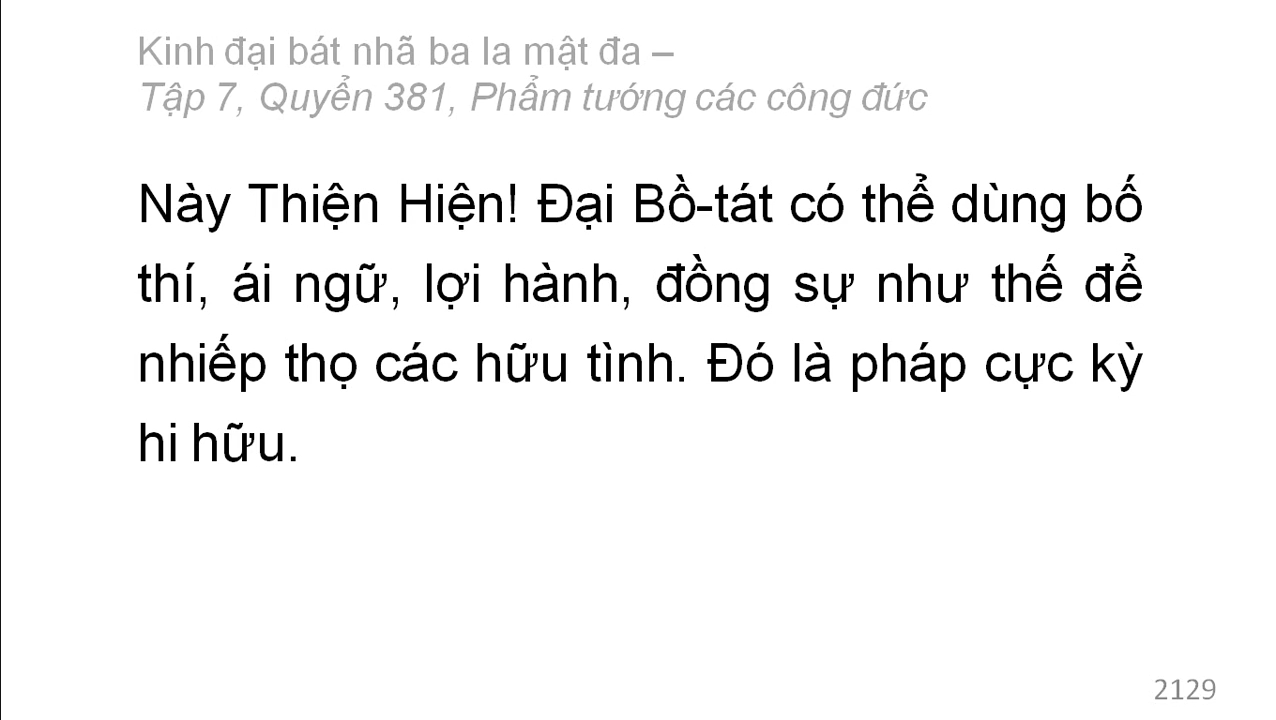 Kinh đại bát nhã ba la mật đa –
Tập 7, Quyển 381, Phẩm tướng các công đức
Này Thiện Hiện! Đại Bồ-tát có thể dùng bố
thí, ái ngữ, lợi hành, đồng sự như thế để
nhiếp thọ các hữu tình. Đó là pháp cực kỳ
hi hữu.
2129